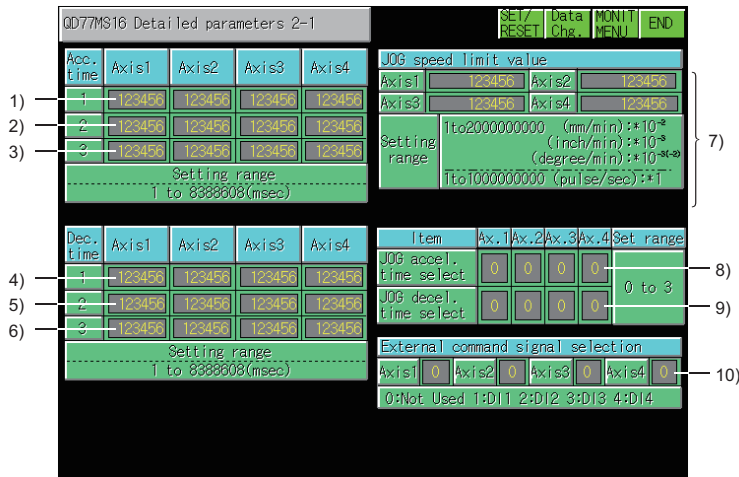 QD77MS16 Detailed parameters 2-1
SET/ RESET
Data Chg.
MONIT MENU
END
Acc. time Axis1 Axis2 Axis3 Axis4
1) 1 123456 123456 123456 123456
2) 2 123456 123456 123456 123456
3) 3 123456 123456 123456 123456
Setting range
1 to 8388608(msec)
JOG speed limit value
Axis1 123456 Axis2 123456
Axis3 123456 Axis4 123456
Setting range
1to2000000000 (mm/min):*10-2
(inch/min):*10-3
(degree/min):*10-3(-2)
1to1000000000 (pulse/sec):*1
7)
Dec. time Axis1 Axis2 Axis3 Axis4
4) 1 123456 123456 123456 123456
5) 2 123456 123456 123456 123456
6) 3 123456 123456 123456 123456
Setting range
1 to 8388608(msec)
Item Ax.1 Ax.2 Ax.3 Ax.4 Set range
JOG accel. time select 0 0 0 0 8)
JOG decel. time select 0 0 0 0 9)
0 to 3
External command signal selection
Axis1 0 Axis2 0 Axis3 0 Axis4 0 10)
0:Not Used 1:DI1 2:DI2 3:DI3 4:DI4